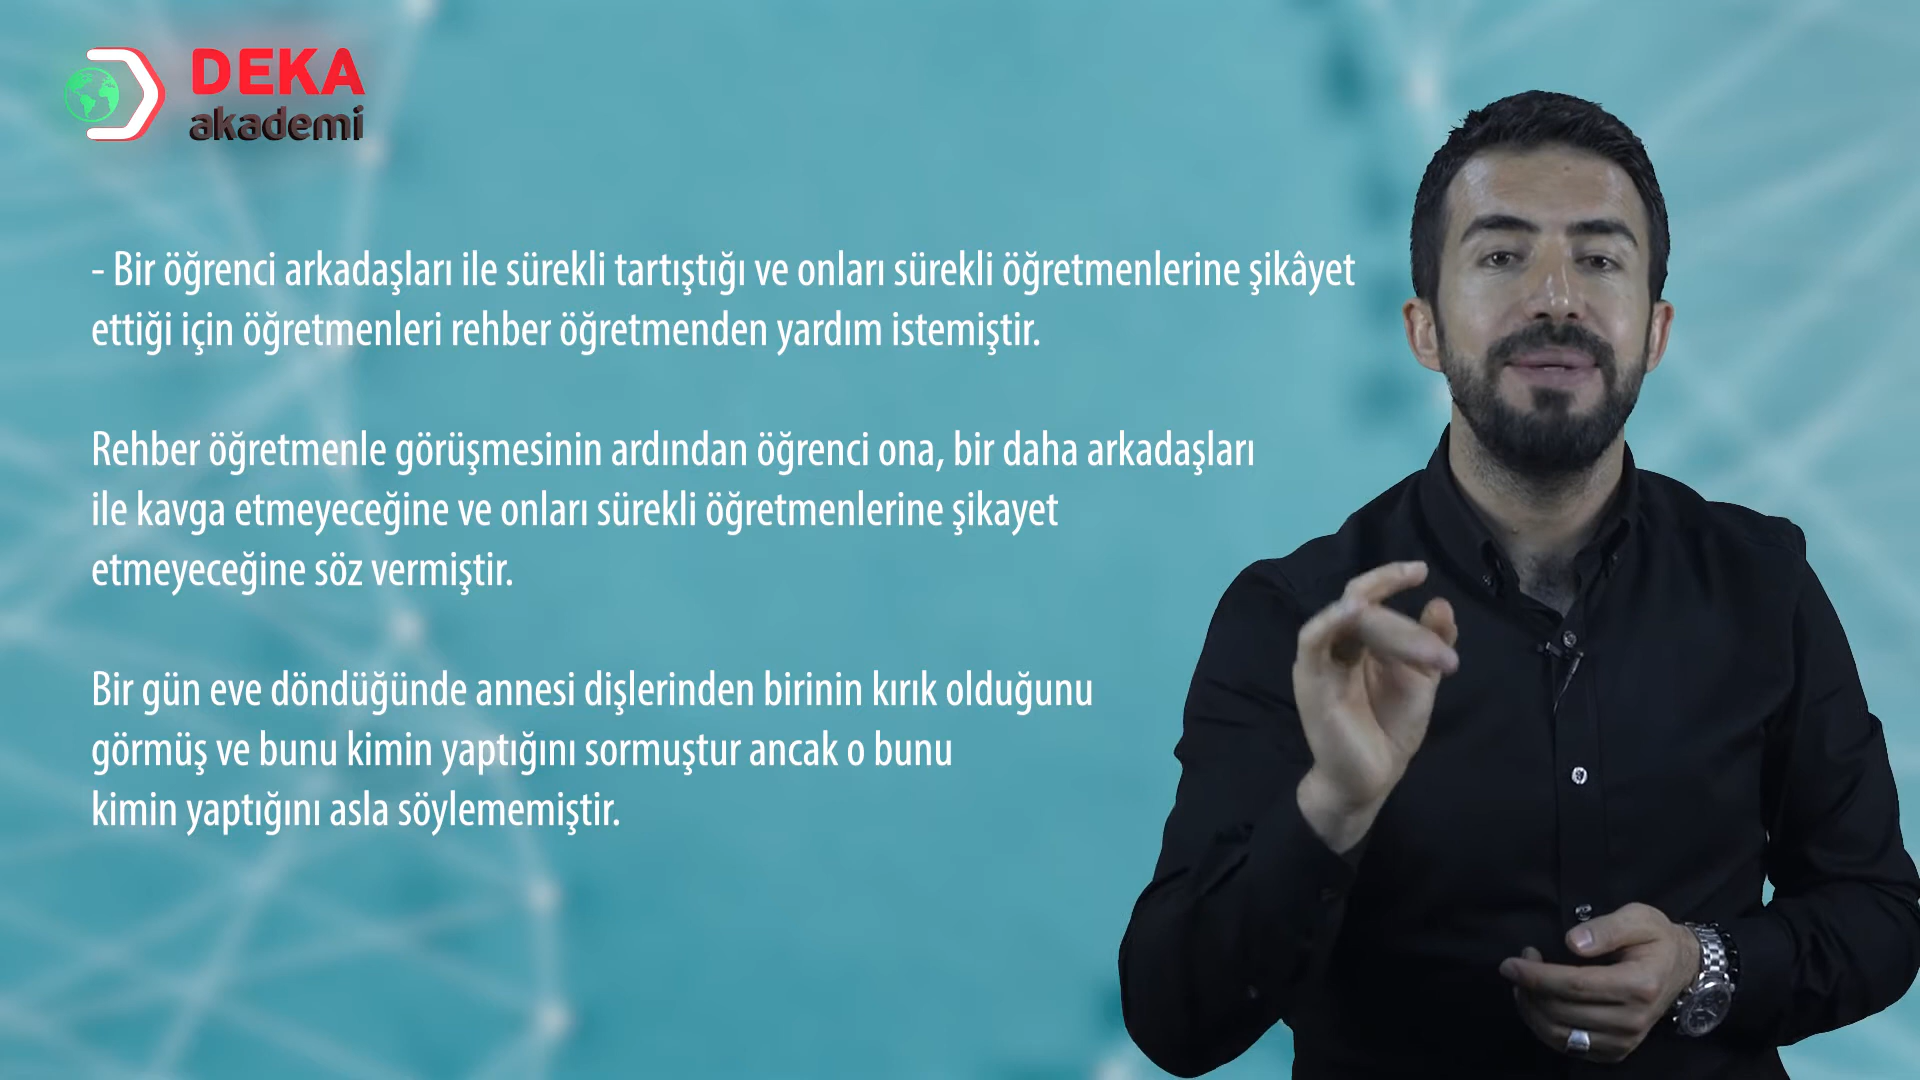 DEKA
akademi
- Bir öğrenci arkadaşları ile sürekli tartıştığı ve onları sürekli öğretmenlerine şikâyet
ettiği için öğretmenleri rehber öğretmenden yardım istemiştir.
Rehber öğretmenle görüşmesinin ardından öğrenci ona, bir daha arkadaşları
ile kavga etmeyeceğine ve onları sürekli öğretmenlerine şikayet
etmeyeceğine söz vermiştir.
Bir gün eve döndüğünde annesi dişlerinden birinin kırık olduğunu
görmüş ve bunu kimin yaptığını sormuştur ancak o bunu
kimin yaptığını asla söylememiştir.